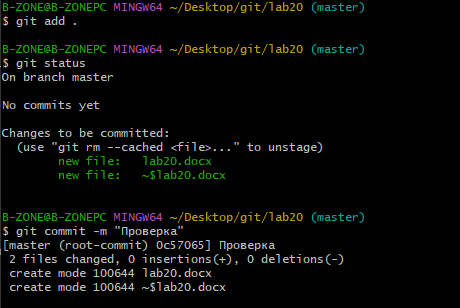 B-ZONE@B-ZONEPC MINGW64 ~/Desktop/git/lab20 (master)
$ git add .
B-ZONE@B-ZONEPC MINGW64 ~/Desktop/git/lab20 (master)
$ git status
On branch master
No commits yet
Changes to be committed:
  (use "git rm --cached <file>..." to unstage)
        new file:   lab20.docx
        new file:   ~$lab20.docx
B-ZONE@B-ZONEPC MINGW64 ~/Desktop/git/lab20 (master)
$ git commit -m "Проверка"
[master (root-commit) 0c57065] Проверка
 2 files changed, 0 insertions(+), 0 deletions(-)
 create mode 100644 lab20.docx
 create mode 100644 ~$lab20.docx